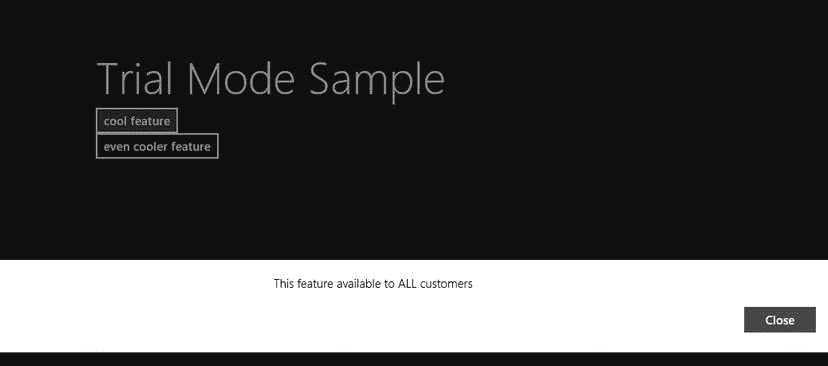 Trial Mode Sample
cool feature
even cooler feature
This feature available to ALL customers
Close